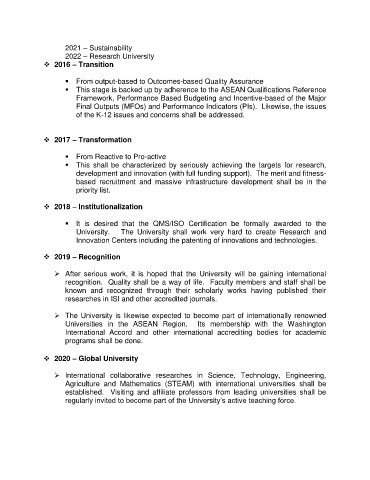 2021 – Sustainability
2022 – Research University
❖ 2016 – Transition
▪ From output-based to Outcomes-based Quality Assurance
▪ This stage is backed up by adherence to the ASEAN Qualifications Reference
Framework, Performance Based Budgeting and Incentive-based of the Major
Final Outputs (MFOs) and Performance Indicators (PIs). Likewise, the issues
of the K-12 issues and concerns shall be addressed.
❖ 2017 – Transformation
▪ From Reactive to Pro-active
▪ This shall be characterized by seriously achieving the targets for research,
development and innovation (with full funding support). The merit and fitness-
based recruitment and massive infrastructure development shall be in the
priority list.
❖ 2018 – Institutionalization
▪ It is desired that the QMS/ISO Certification be formally awarded to the
University. The University shall work very hard to create Research and
Innovation Centers including the patenting of innovations and technologies.
❖ 2019 – Recognition
➢ After serious work, it is hoped that the University will be gaining international
recognition. Quality shall be a way of life. Faculty members and staff shall be
known and recognized through their scholarly works having published their
researches in ISI and other accredited journals.
➢ The University is likewise expected to become part of internationally renowned
Universities in the ASEAN Region. Its membership with the Washington
International Accord and other international accrediting bodies for academic
programs shall be done.
❖ 2020 – Global University
➢ International collaborative researches in Science, Technology, Engineering,
Agriculture and Mathematics (STEAM) with international universities shall be
established. Visiting and affiliate professors from leading universities shall be
regularly invited to become part of the University's active teaching force.